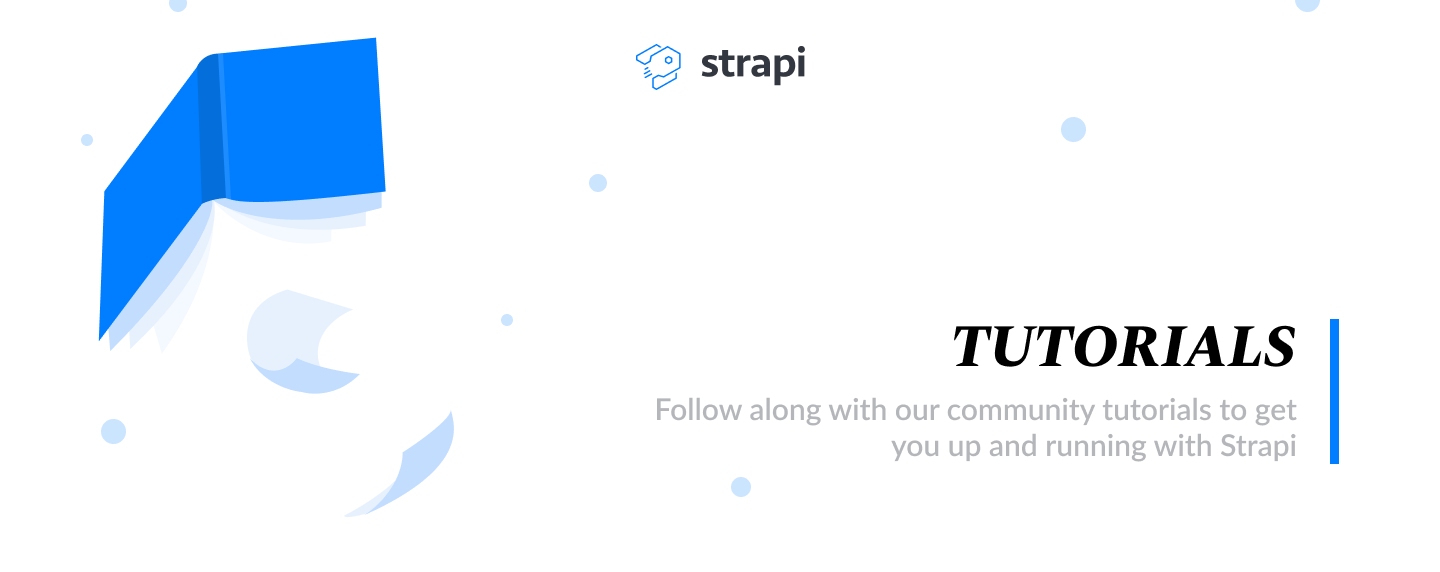 strapi
TUTORIALS
Follow along with our community tutorials to get
you up and running with Strapi